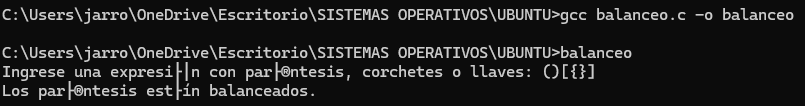 C:\Users\jarro\OneDrive\Escritorio\SISTEMAS OPERATIVOS\UBUNTU>gcc balanceo.c -o balanceo
C:\Users\jarro\OneDrive\Escritorio\SISTEMAS OPERATIVOS\UBUNTU>balanceo
Ingrese una expresi├│n con par├®ntesis, corchetes o llaves: ()[{}]
Los par├®ntesis est├ín balanceados.